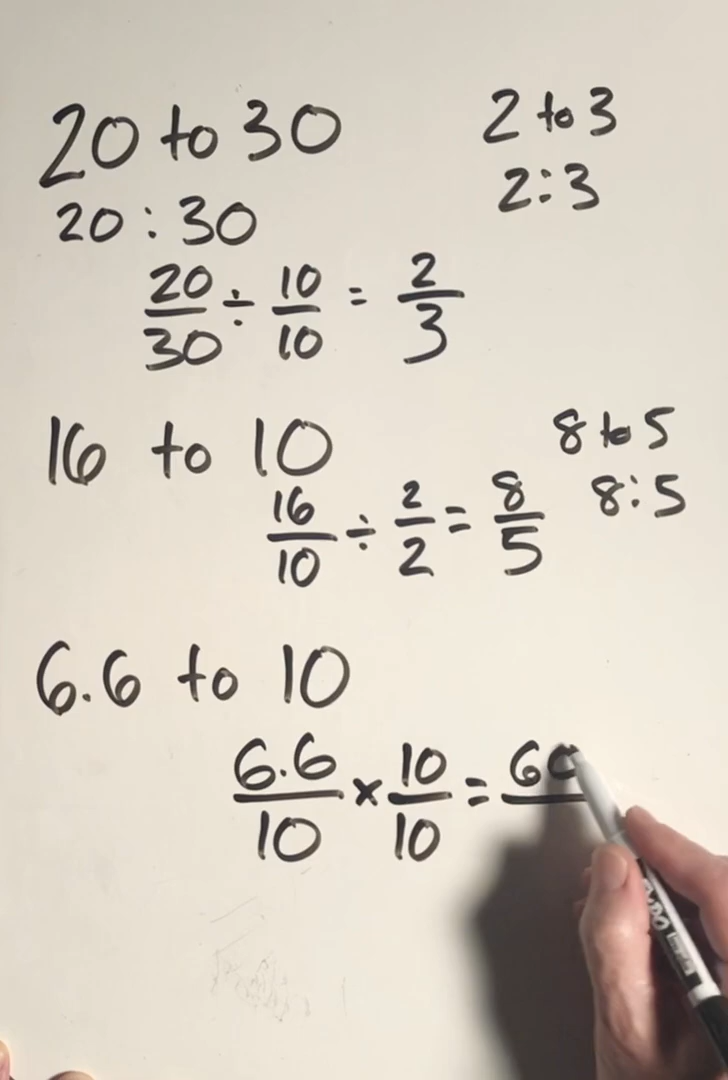 20 to 30
2 to 3
20 : 30
2:3
20/30 ÷ 10/10 = 2/3
16 to 10
8 to 5
16/10 ÷ 2/2 = 8/5
8:5
6.6 to 10
6.6/10 × 10/10 = 6
EXPO